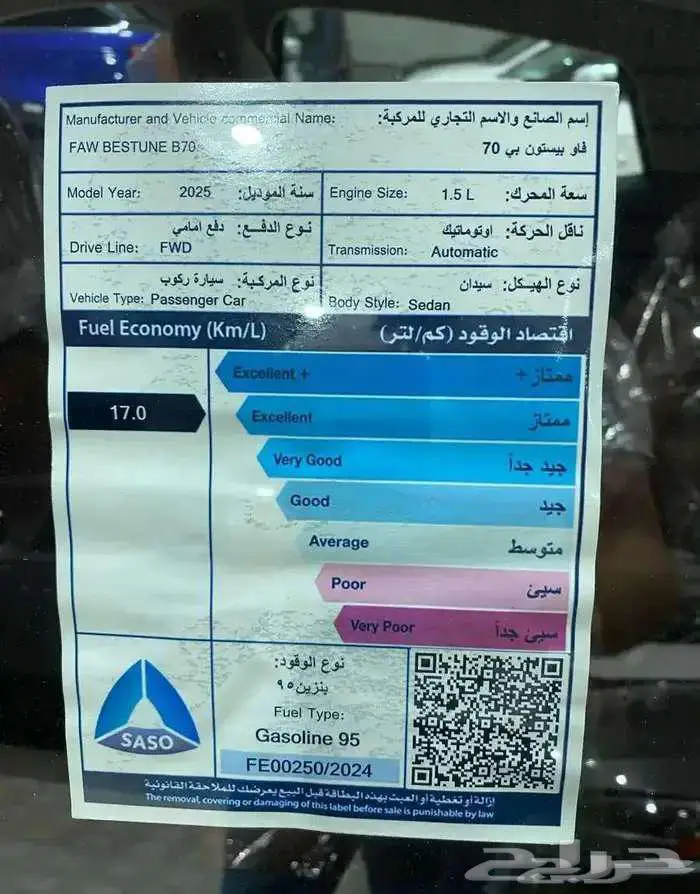 Manufacturer and Vehicle commercial Name: إسم الصانع والاسم التجاري للمركبة:
FAW BESTUNE B70 فاو بيستون بي 70
Model Year: 2025 سنة الموديل:
Engine Size: 1.5 L سعة المحرك:
نوع الدفع: دفع امامي
Drive Line: FWD
ناقل الحركة: اوتوماتيك
Transmission: Automatic
نوع المركبة: سيارة ركوب
Vehicle Type: Passenger Car
نوع الهيكل: سيدان
Body Style: Sedan
Fuel Economy (Km/L) اقتصاد الوقود (كم/لتر)
Excellent + ممتاز +
17.0
Excellent ممتاز
Very Good جيد جداً
Good جيد
Average متوسط
Poor سيئ
Very Poor سيئ جداً
SASO
نوع الوقود:
بنزين ٩٥
Fuel Type:
Gasoline 95
FE00250/2024
إزالة أو تغطية أو العبث بهذه البطاقة قبل البيع يعرضك للملاحقة القانونية
The removal, covering or damaging of this label before sale is punishable by law
حراج